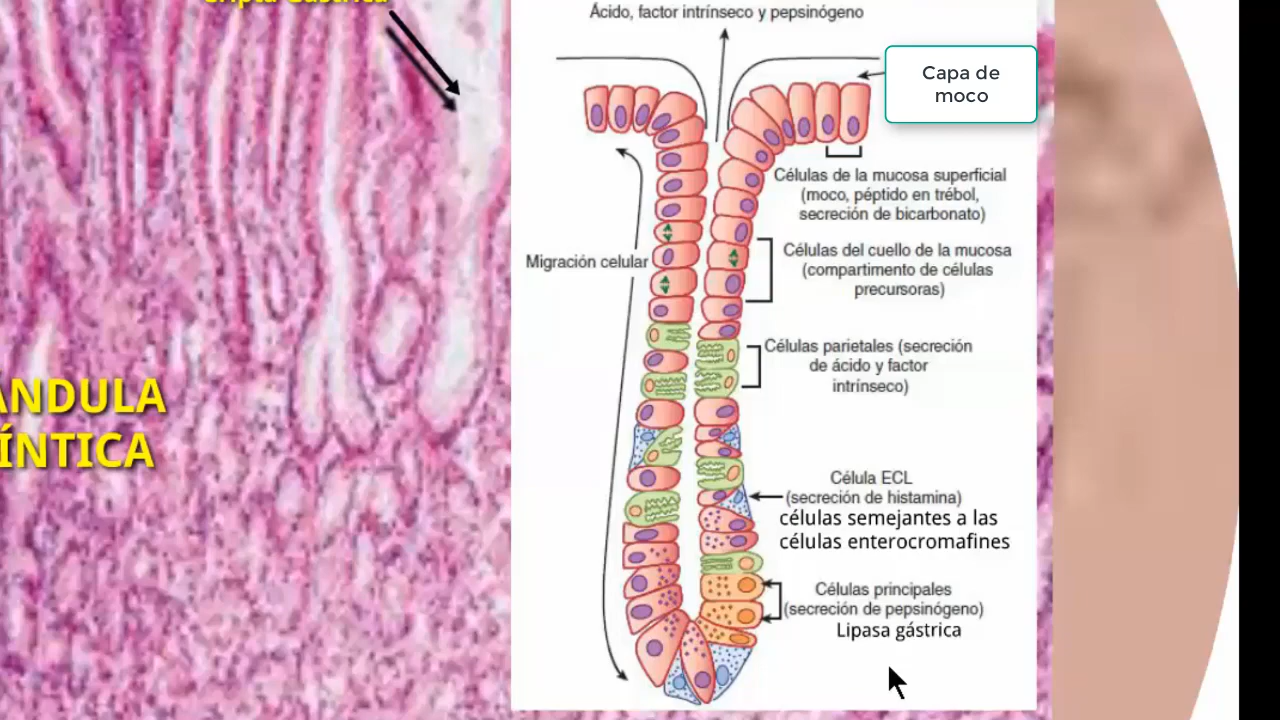 Cripta Gástrica
Ácido, factor intrínseco y pepsinógeno
Capa de
moco
Células de la mucosa superficial
(moco, péptido en trébol,
secreción de bicarbonato)
Células del cuello de la mucosa
(compartimento de células
precursoras)
Migración celular
Células parietales (secreción
de ácido y factor
intrínseco)
ÁNDULA
ÍNTICA
Célula ECL
(secreción de histamina)
células semejantes a las
células enterocromafines
Células principales
(secreción de pepsinógeno)
Lipasa gástrica